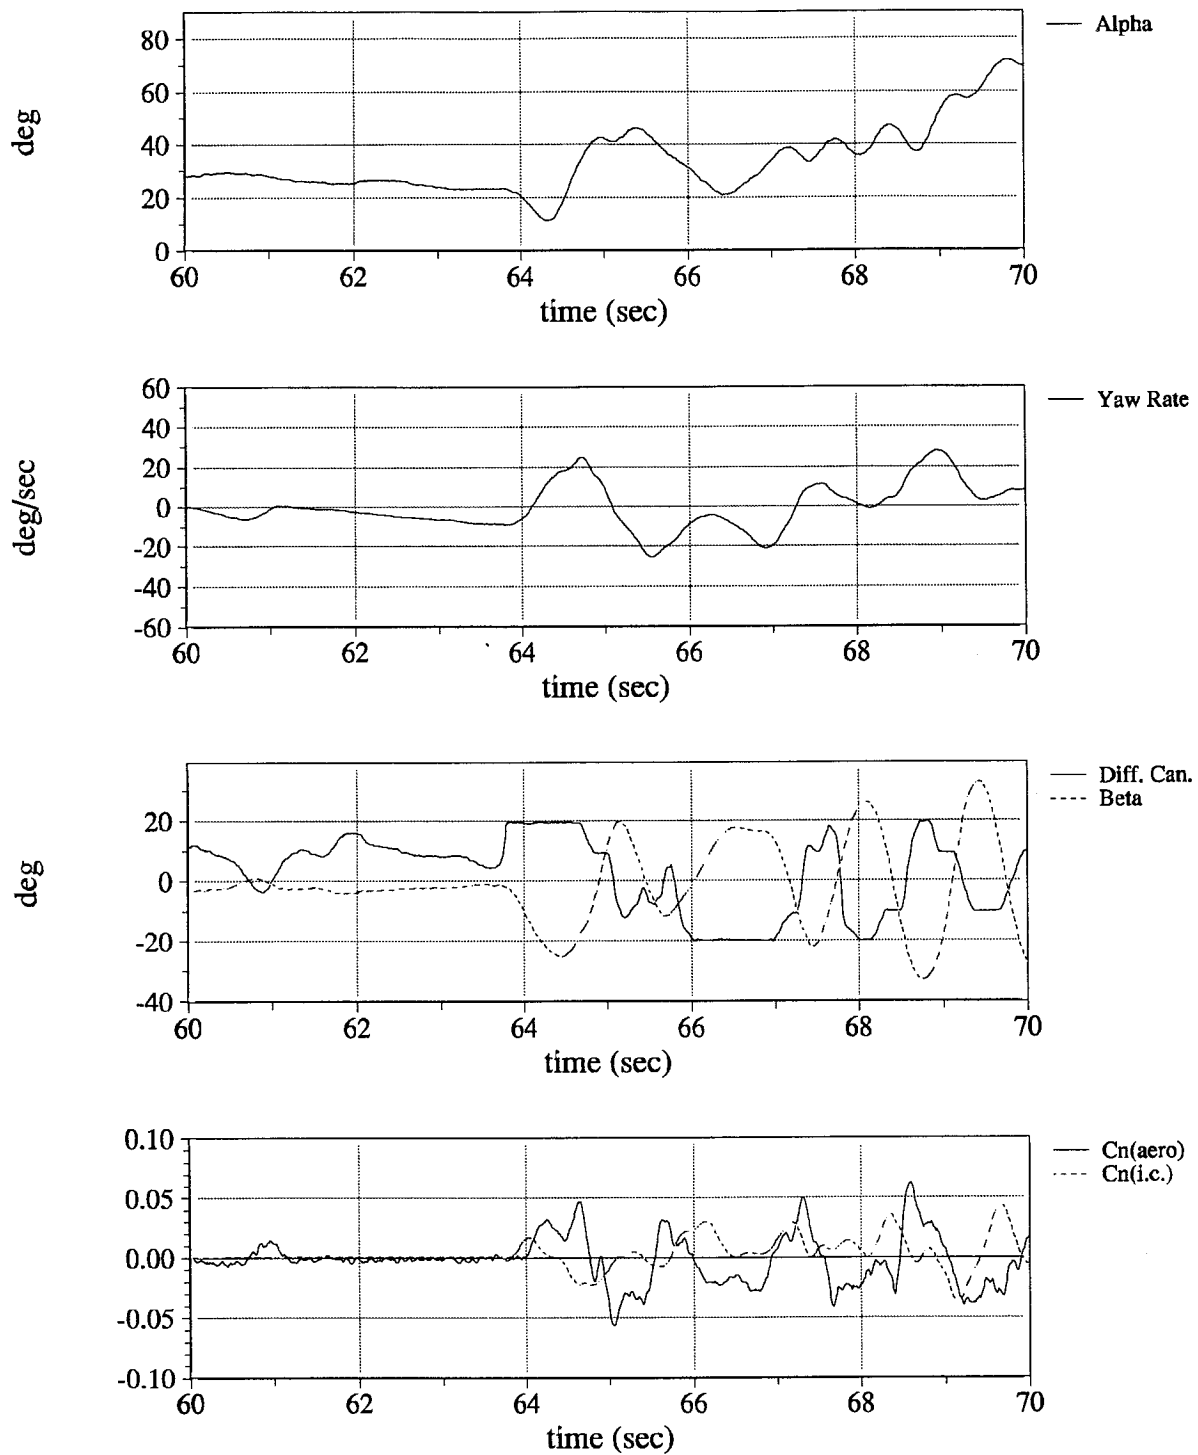 80
60
40
20
0
deg
60 62 64 66 68 70
time (sec)
Alpha
60
40
20
0
-20
-40
-60
deg/sec
60 62 64 66 68 70
time (sec)
Yaw Rate
20
0
-20
-40
deg
60 62 64 66 68 70
time (sec)
Diff. Can.
Beta
0.10
0.05
0.00
-0.05
-0.10
60 62 64 66 68 70
time (sec)
Cn(aero)
Cn(i.c.)